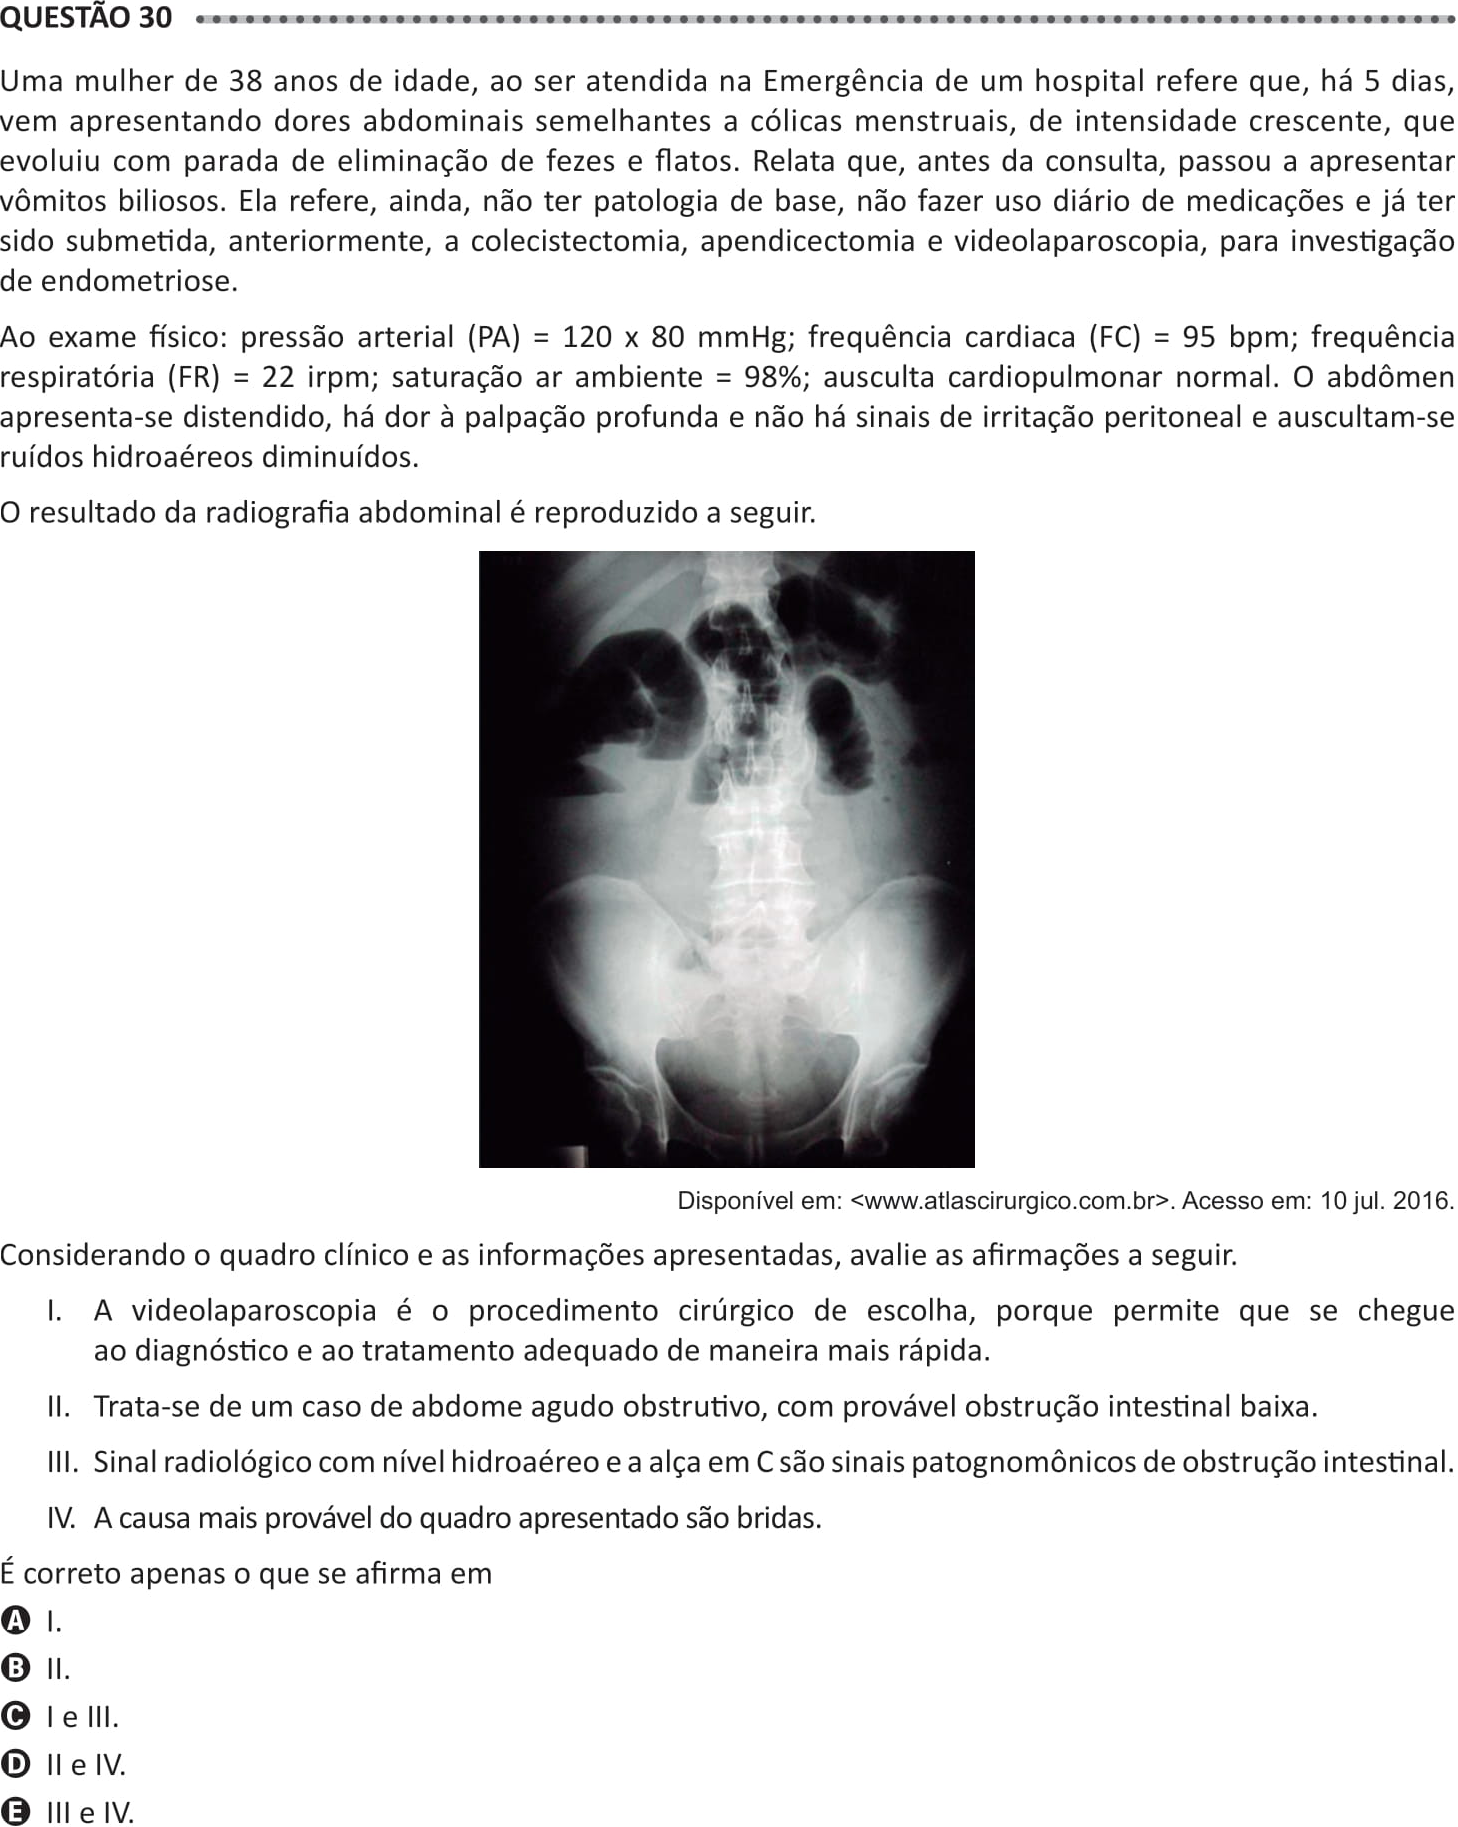 QUESTÃO 30
Uma mulher de 38 anos de idade, ao ser atendida na Emergência de um hospital refere que, há 5 dias,
vem apresentando dores abdominais semelhantes a cólicas menstruais, de intensidade crescente, que
evoluiu com parada de eliminação de fezes e flatos. Relata que, antes da consulta, passou a apresentar
vômitos biliosos. Ela refere, ainda, não ter patologia de base, não fazer uso diário de medicações e já ter
sido submetida, anteriormente, a colecistectomia, apendicectomia e videolaparoscopia, para investigação
de endometriose.
Ao exame físico: pressão arterial (PA) = 120 x 80 mmHg; frequência cardiaca (FC) = 95 bpm; frequência
respiratória (FR) = 22 irpm; saturação ar ambiente = 98%; ausculta cardiopulmonar normal. O abdômen
apresenta-se distendido, há dor à palpação profunda e não há sinais de irritação peritoneal e auscultam-se
ruídos hidroaéreos diminuídos.
O resultado da radiografia abdominal é reproduzido a seguir.
Disponível em: <www.atlascirurgico.com.br>. Acesso em: 10 jul. 2016.
Considerando o quadro clínico e as informações apresentadas, avalie as afirmações a seguir.
I. A videolaparoscopia é o procedimento cirúrgico de escolha, porque permite que se chegue
ao diagnóstico e ao tratamento adequado de maneira mais rápida.
II. Trata-se de um caso de abdome agudo obstrutivo, com provável obstrução intestinal baixa.
III. Sinal radiológico com nível hidroaéreo e a alça em C são sinais patognomônicos de obstrução intestinal.
IV. A causa mais provável do quadro apresentado são bridas.
É correto apenas o que se afirma em
A I.
B II.
C I e III.
D II e IV.
E III e IV.